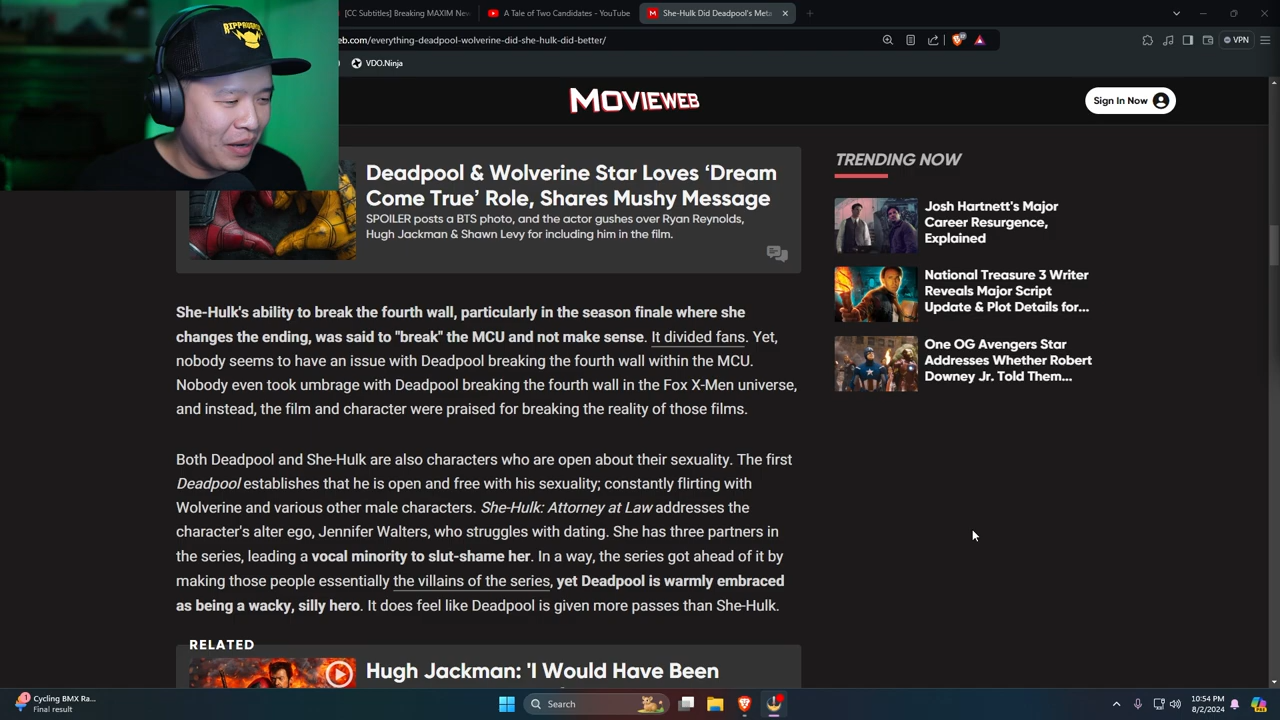 [CC Subtitles] Breaking MAXIM New
A Tale of Two Candidates - YouTube
She-Hulk Did Deadpool's Meta
eb.com/everything-deadpool-wolverine-did-she-hulk-did-better/
VPN
VDO.Ninja
MOVIEWEB
Sign In Now
Deadpool & Wolverine Star Loves ‘Dream
Come True’ Role, Shares Mushy Message
SPOILER posts a BTS photo, and the actor gushes over Ryan Reynolds,
Hugh Jackman & Shawn Levy for including him in the film.
She-Hulk's ability to break the fourth wall, particularly in the season finale where she
changes the ending, was said to "break" the MCU and not make sense. It divided fans. Yet,
nobody seems to have an issue with Deadpool breaking the fourth wall within the MCU.
Nobody even took umbrage with Deadpool breaking the fourth wall in the Fox X-Men universe,
and instead, the film and character were praised for breaking the reality of those films.
Both Deadpool and She-Hulk are also characters who are open about their sexuality. The first
Deadpool establishes that he is open and free with his sexuality; constantly flirting with
Wolverine and various other male characters. She-Hulk: Attorney at Law addresses the
character's alter ego, Jennifer Walters, who struggles with dating. She has three partners in
the series, leading a vocal minority to slut-shame her. In a way, the series got ahead of it by
making those people essentially the villains of the series, yet Deadpool is warmly embraced
as being a wacky, silly hero. It does feel like Deadpool is given more passes than She-Hulk.
RELATED
Hugh Jackman: 'I Would Have Been
TRENDING NOW
Josh Hartnett's Major
Career Resurgence,
Explained
National Treasure 3 Writer
Reveals Major Script
Update & Plot Details for...
One OG Avengers Star
Addresses Whether Robert
Downey Jr. Told Them...
Cycling BMX Ra...
Final result
Search
10:54 PM
8/2/2024